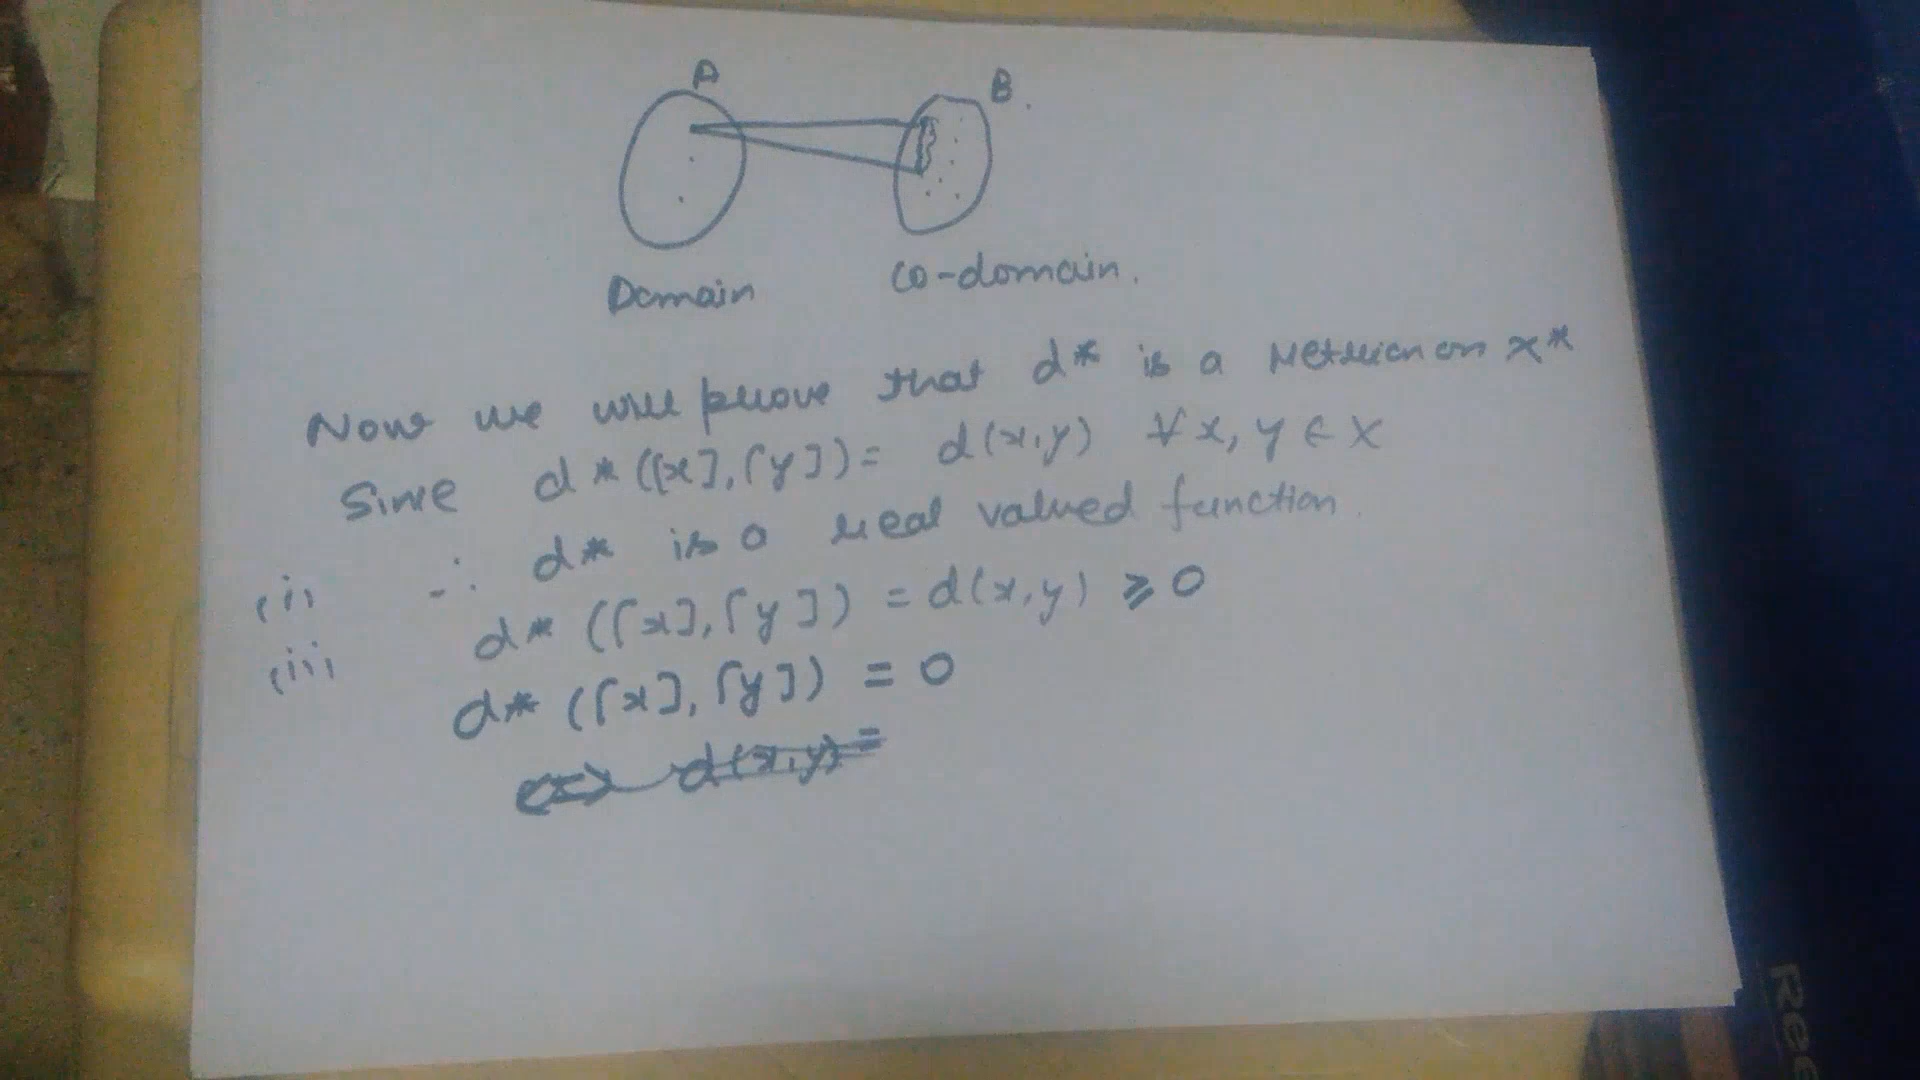 A
B.
Domain
Co-domain.
Now we will prove that d* is a Metric on X*
Since d*([x],[y]) = d(x,y) ∀x, y ∈ X
∴ d* is a real valued function.
(i) d*([x],[y]) = d(x,y) ⩾ 0
(ii) d*([x],[y]) = 0
<=> d(x,y) =
Ree